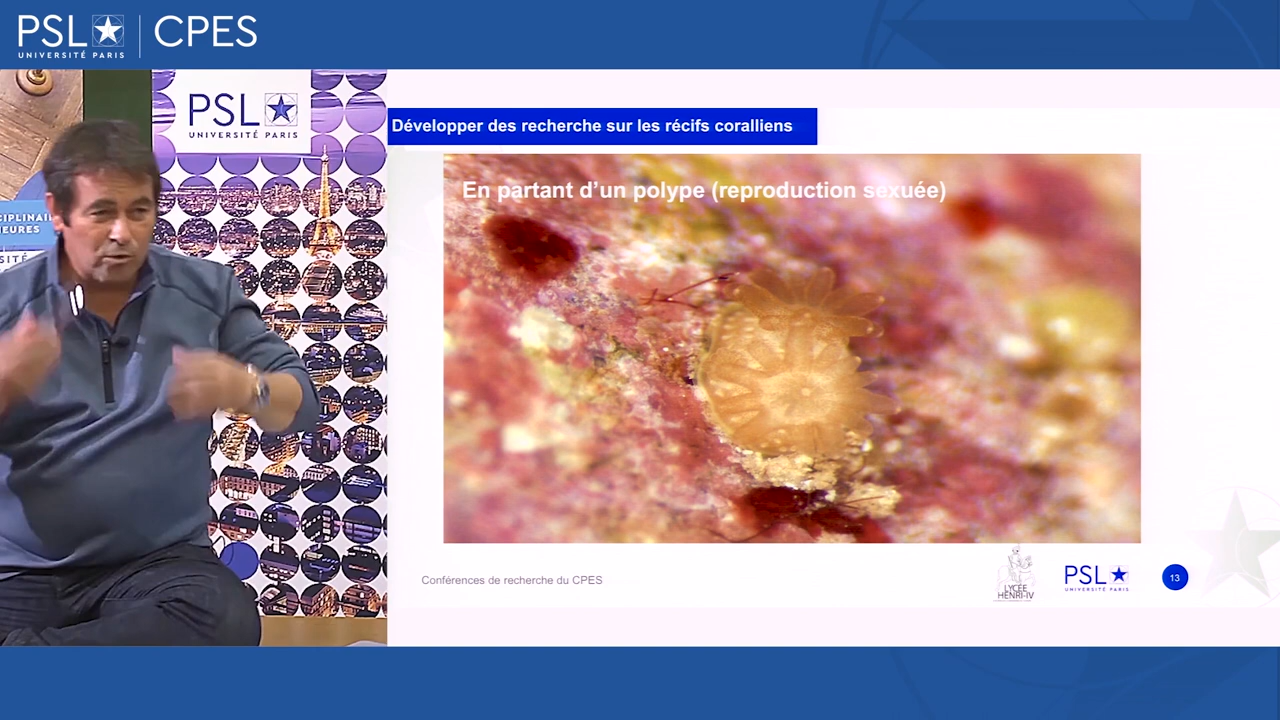 PSL CPES
UNIVERSITÉ PARIS
PSL
UNIVERSITÉ PARIS
Développer des recherche sur les récifs coralliens
En partant d’un polype (reproduction sexuée)
Conférences de recherche du CPES
LYCÉE
HENRI-IV
PSL
UNIVERSITÉ PARIS
13